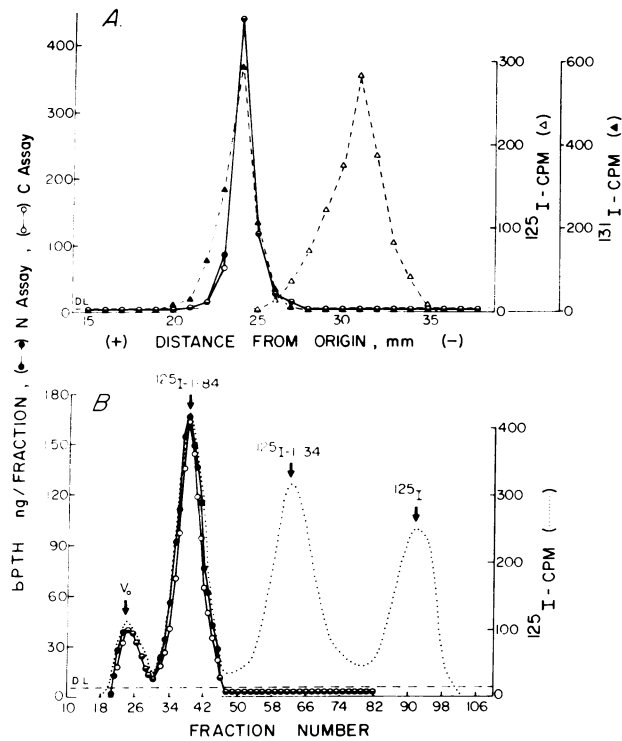 A.
400
300
200
100
0
DL
15 20 25 30 35
(+) DISTANCE FROM ORIGIN, mm (-)
300
200
100
0
125I-CPM (△)
600
400
200
0
131I-CPM (▲)
bPTH ng/FRACTION, (●—●) N Assay, (○—○) C Assay
B
180
150
120
90
60
30
0
DL
Vo
125I-1-84
125I-1-34
125I
400
300
200
100
0
125I-CPM (......)
10 18 26 34 42 50 58 66 74 82 90 98 106
FRACTION NUMBER